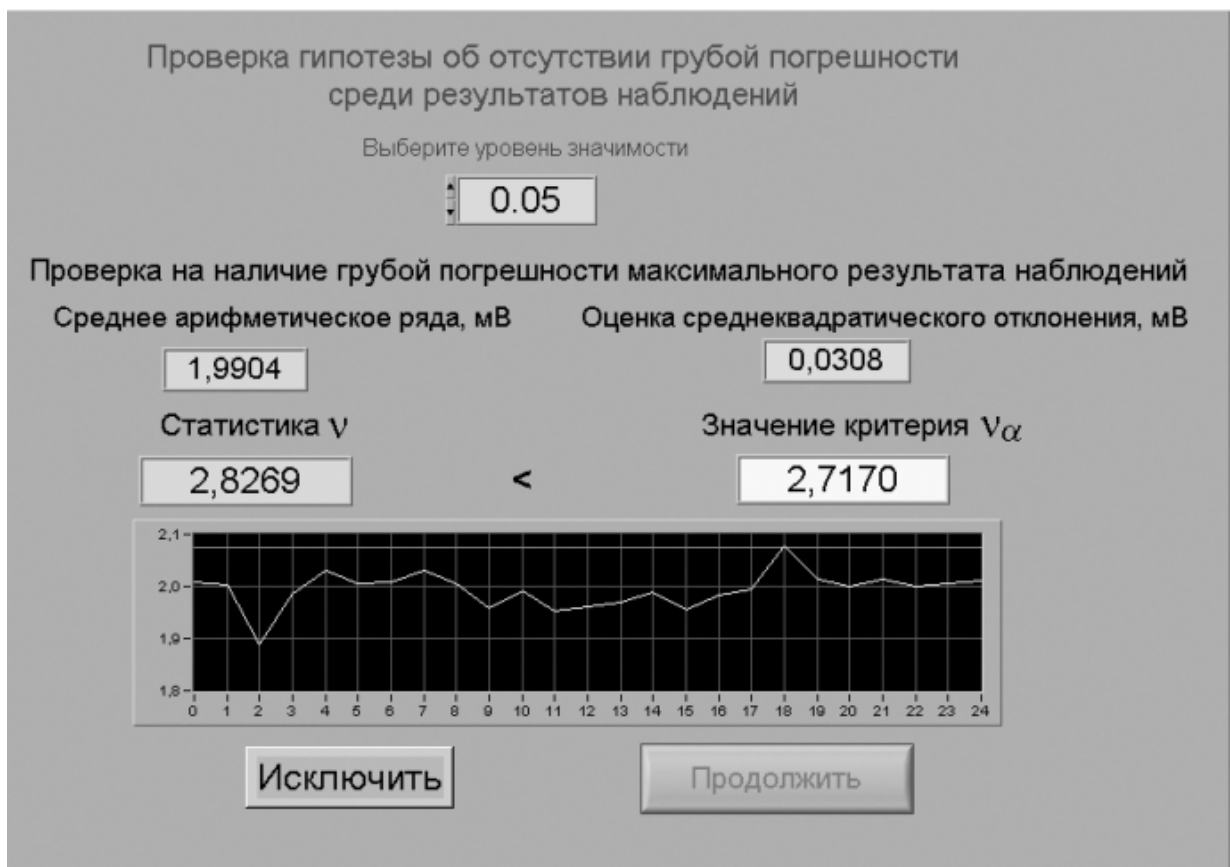 Проверка гипотезы об отсутствии грубой погрешности
среди результатов наблюдений
Выберите уровень значимости
0.05
Проверка на наличие грубой погрешности максимального результата наблюдений
Среднее арифметическое ряда, мВ Оценка среднеквадратического отклонения, мВ
1,9904 0,0308
Статистика ν Значение критерия να
2,8269 < 2,7170
2,1
2,0
1,9
1,8
0 1 2 3 4 5 6 7 8 9 10 11 12 13 14 15 16 17 18 19 20 21 22 23 24
Исключить Продолжить